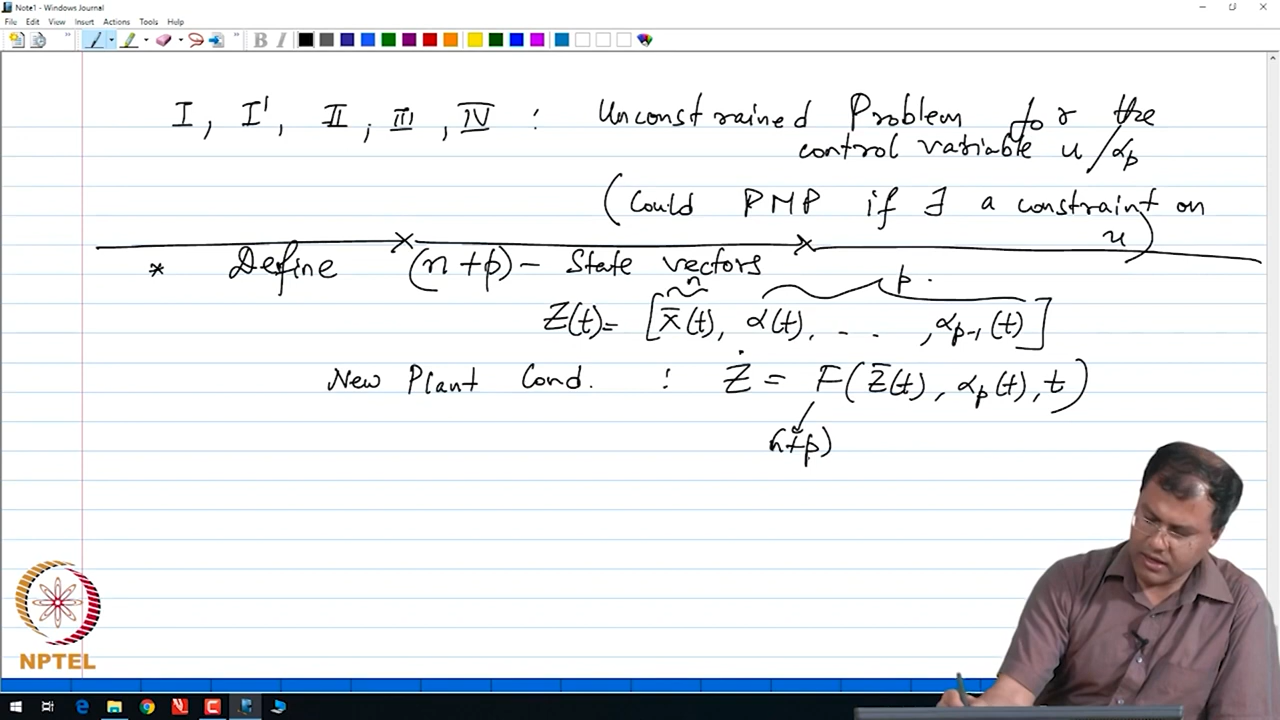 Note1 - Windows Journal
File Edit View Insert Actions Tools Help
B I
I, I', II, III, IV : Unconstrained Problem for the
control variable u/αp
(Could PMP if ∃ a constraint on
u)
* Define (n+p) - State vectors
n p.
Z(t)= [x̄(t), α(t), . . . , αp-1(t)]
New Plant Cond. : Ż = F(Z̄(t), αp(t), t)
(n+p)
NPTEL